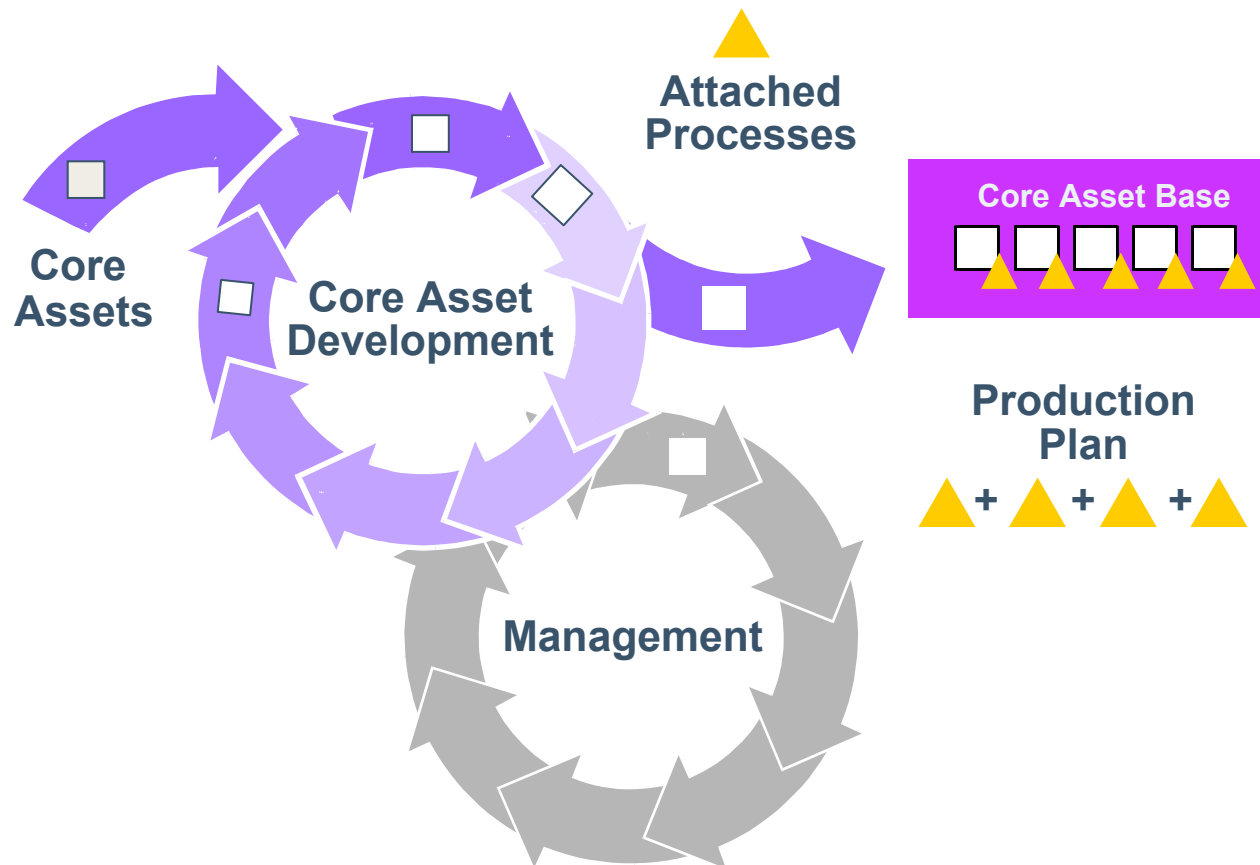 Attached
Processes
Core Asset Base
Core
Assets
Core Asset
Development
Production
Plan
+ + +
Management